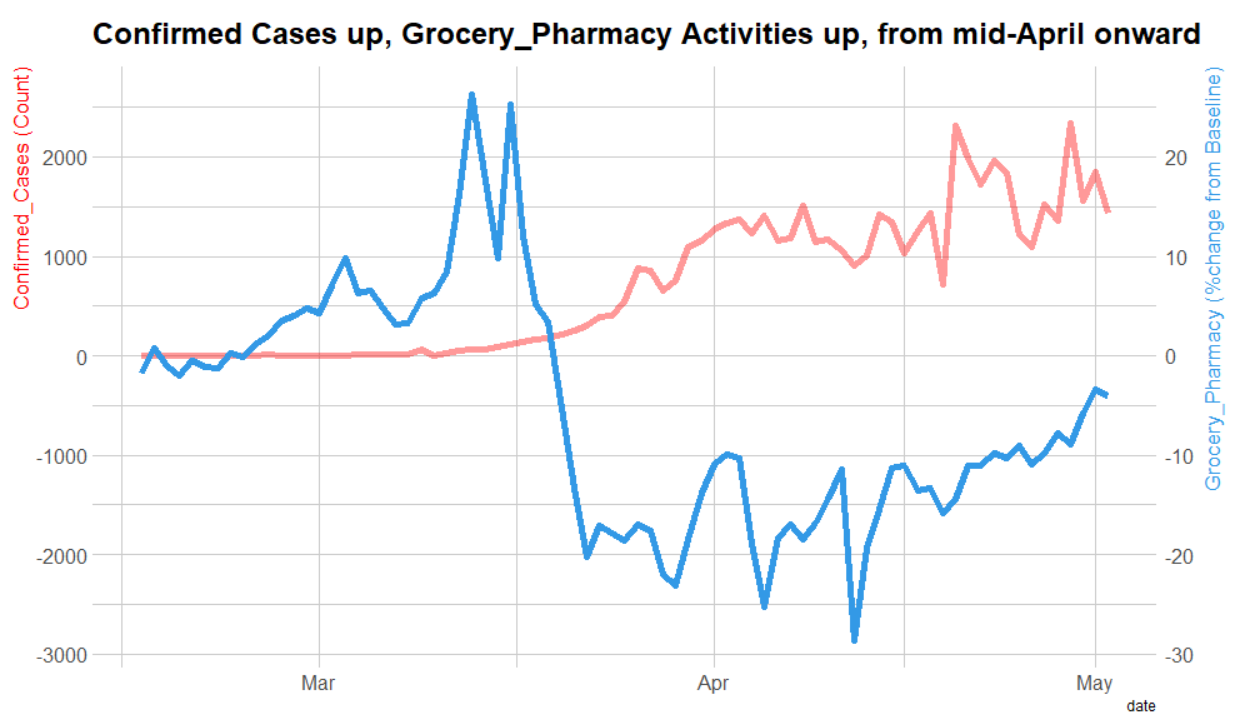 Confirmed Cases up, Grocery_Pharmacy Activities up, from mid-April onward
Confirmed_Cases (Count)
2000
1000
0
-1000
-2000
-3000
Grocery_Pharmacy (%change from Baseline)
20
10
0
-10
-20
-30
Mar
Apr
May
date